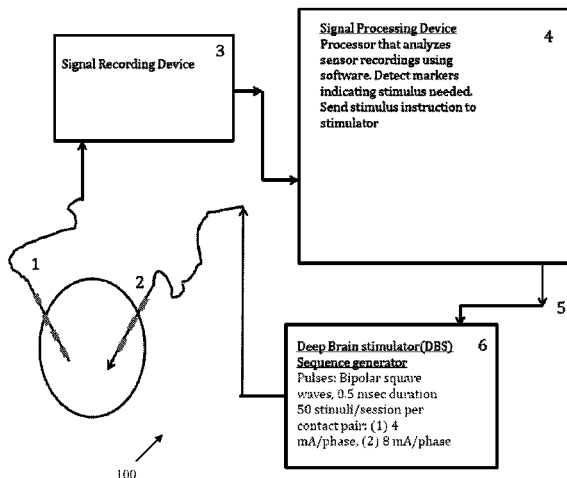 3
Signal Recording Device
Signal Processing Device
4
Processor that analyzes
sensor recordings using
software. Detect markers
indicating stimulus needed.
Send stimulus instruction to
stimulator
1
2
5
6
Deep Brain stimulator(DBS)
Sequence generator
Pulses: Bipolar square
waves, 0.5 msec duration
50 stimuli/session per
contact pair: (1) 4
mA/phase, (2) 8 mA/phase
100